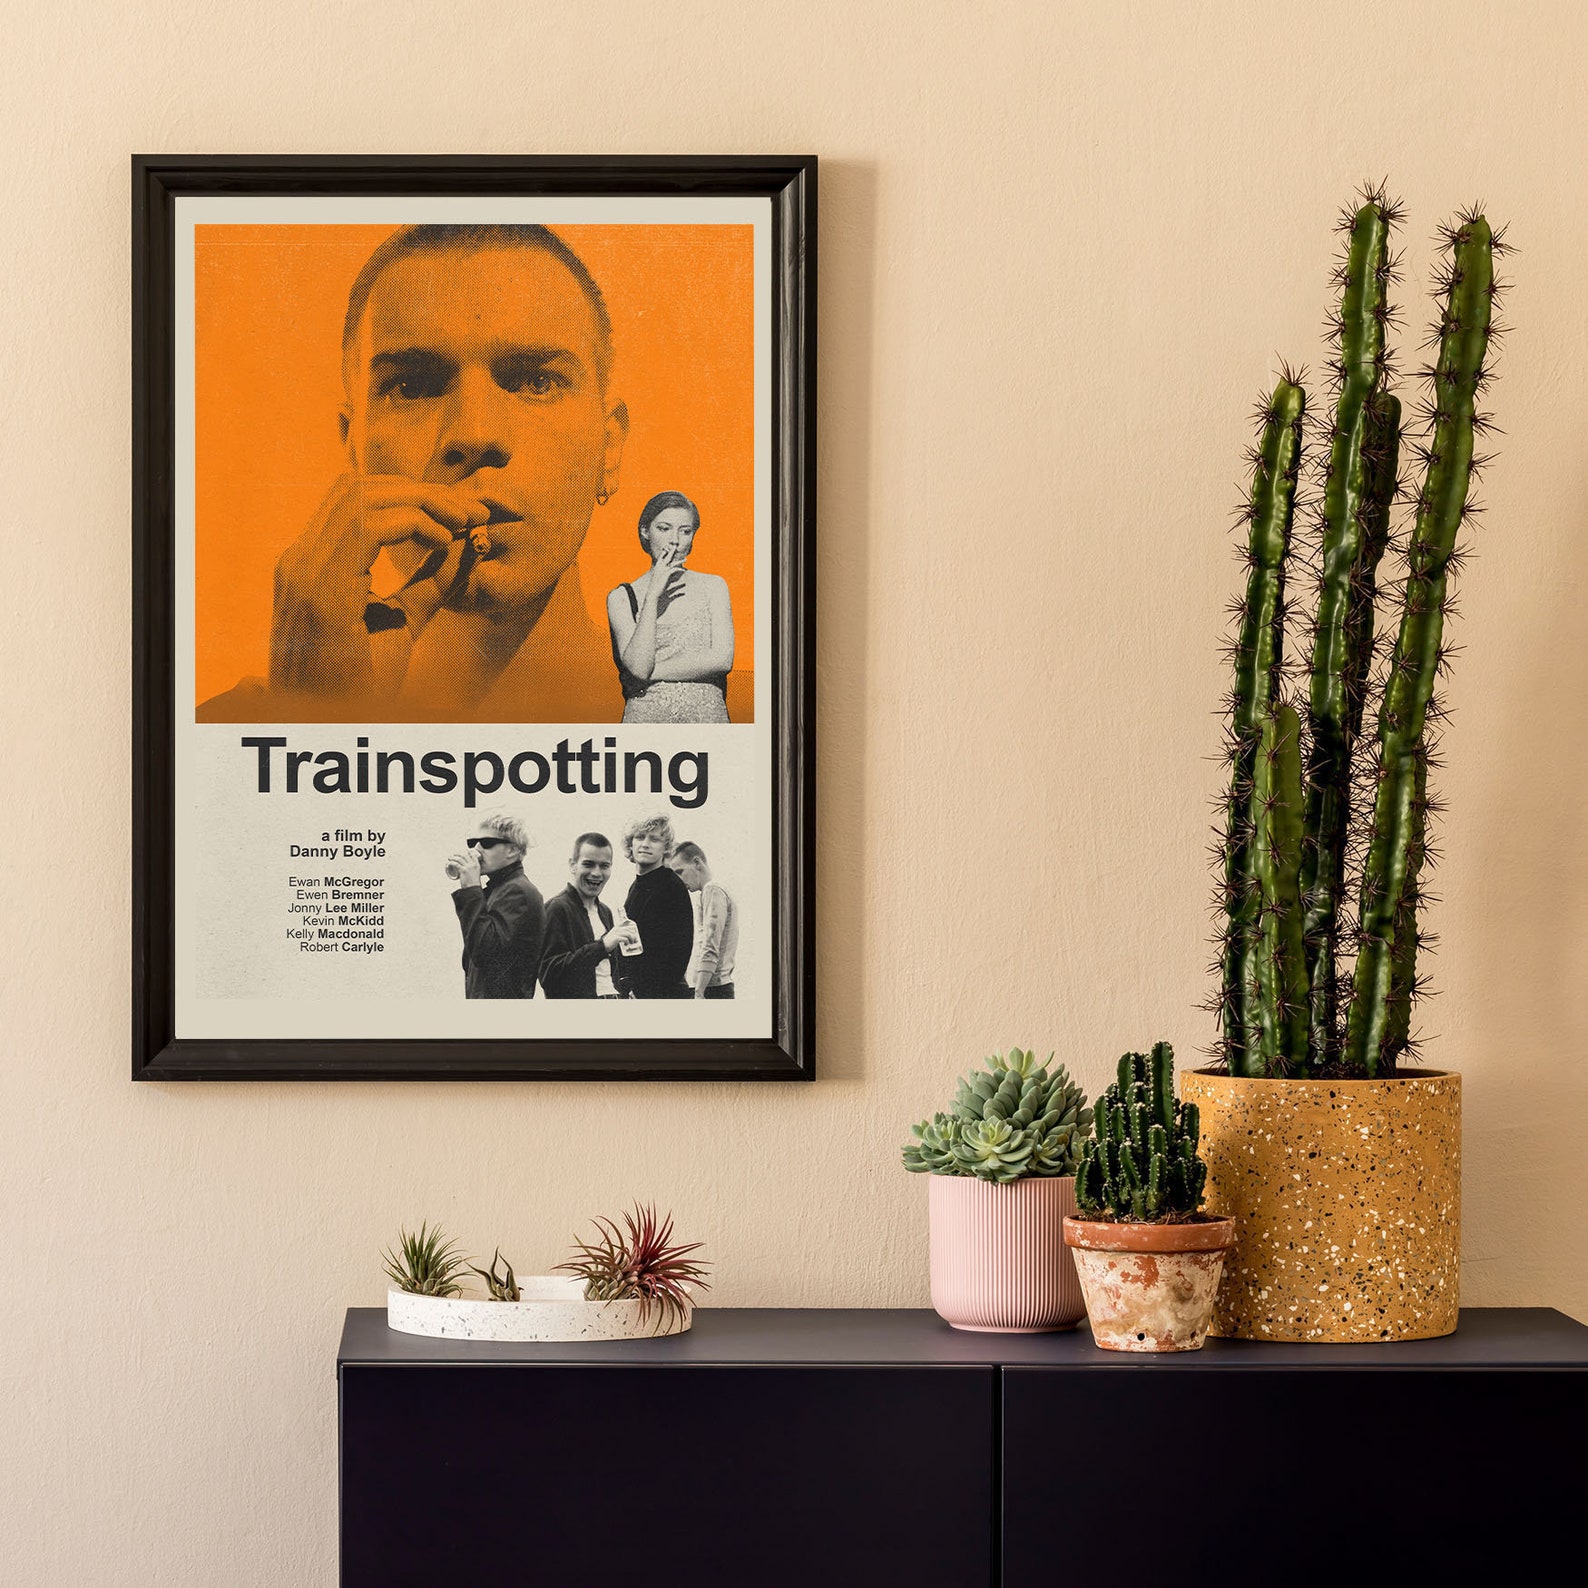 Trainspotting
a film by
Danny Boyle
Ewan McGregor
Ewen Bremner
Jonny Lee Miller
Kevin McKidd
Kelly Macdonald
Robert Carlyle